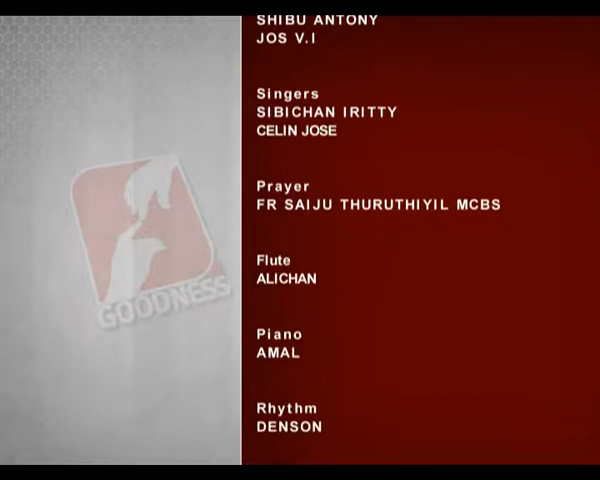 SHIBU ANTONY
JOS V.I
Singers
SIBICHAN IRITTY
CELIN JOSE
Prayer
FR SAIJU THURUTHIYIL MCBS
Flute
ALICHAN
Piano
AMAL
Rhythm
DENSON
GOODNESS